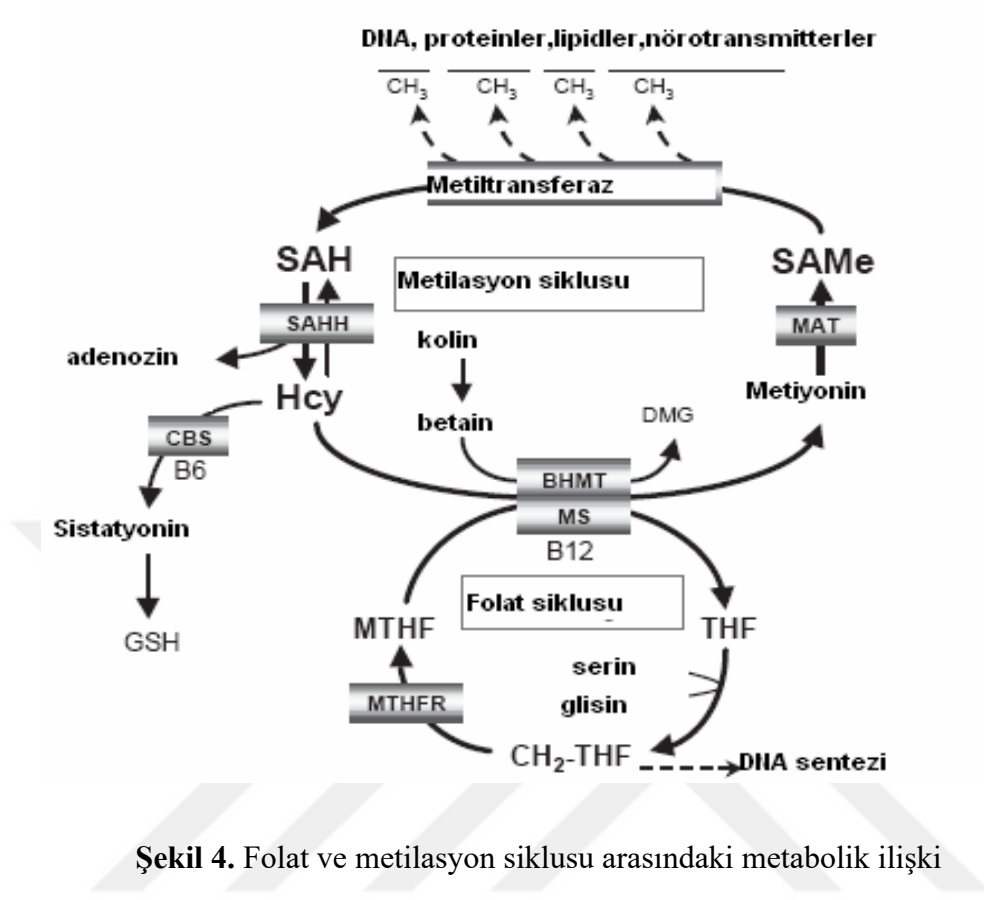 DNA, proteinler,lipidler,nörotransmitterler
CH₃ CH₃ CH₃ CH₃
Metiltransferaz
SAH
SAMe
Metilasyon siklusu
SAHH
MAT
kolin
adenozin
Hcy
Metiyonin
betain
DMG
CBS
B6
BHMT
MS
B12
Sistatyonin
Folat siklusu
GSH
MTHF
THF
serin
glisin
MTHFR
CH₂-THF
DNA sentezi
Şekil 4. Folat ve metilasyon siklusu arasındaki metabolik ilişki